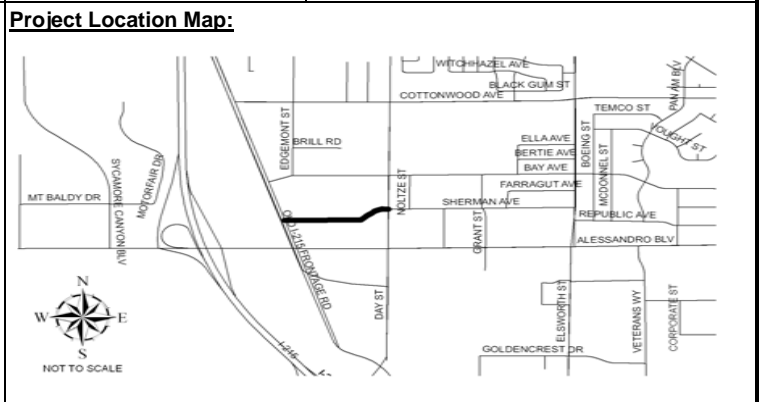 Project Location Map:
WITCHHAZEL AVE
BLACK GUM ST
COTTONWOOD AVE
PAN AM BLV
TEMCO ST
VOUGHT ST
EDGEMONT ST
BRILL RD
ELLA AVE
BERTIE AVE
BAY AVE
BOEING ST
MCDONNEL ST
SYCAMORE CANYON BLV
MOTORFAIR DR
MT BALDY DR
NOLTZE ST
FARRAGUT AVE
SHERMAN AVE
REPUBLIC AVE
OLD I-215 FRONTAGE RD
GRANT ST
ALESSANDRO BLV
DAY ST
ELSWORTH ST
VETERANS WY
CORPORATE ST
GOLDENCREST DR
I-215
N
W
E
S
NOT TO SCALE